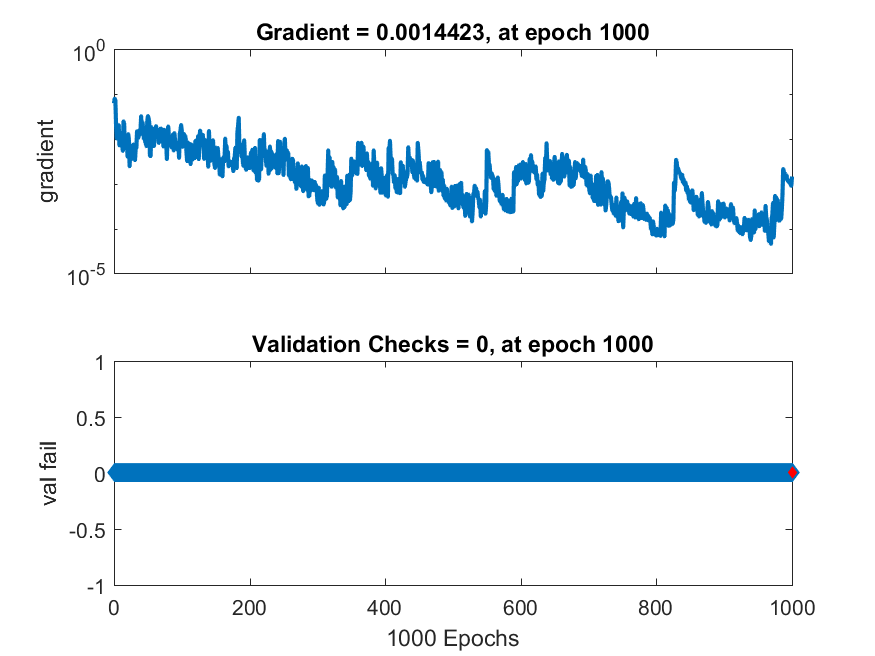 Gradient = 0.0014423, at epoch 1000
10^0
gradient
10^-5
Validation Checks = 0, at epoch 1000
1
0.5
val fail
0
-0.5
-1
0 200 400 600 800 1000
1000 Epochs